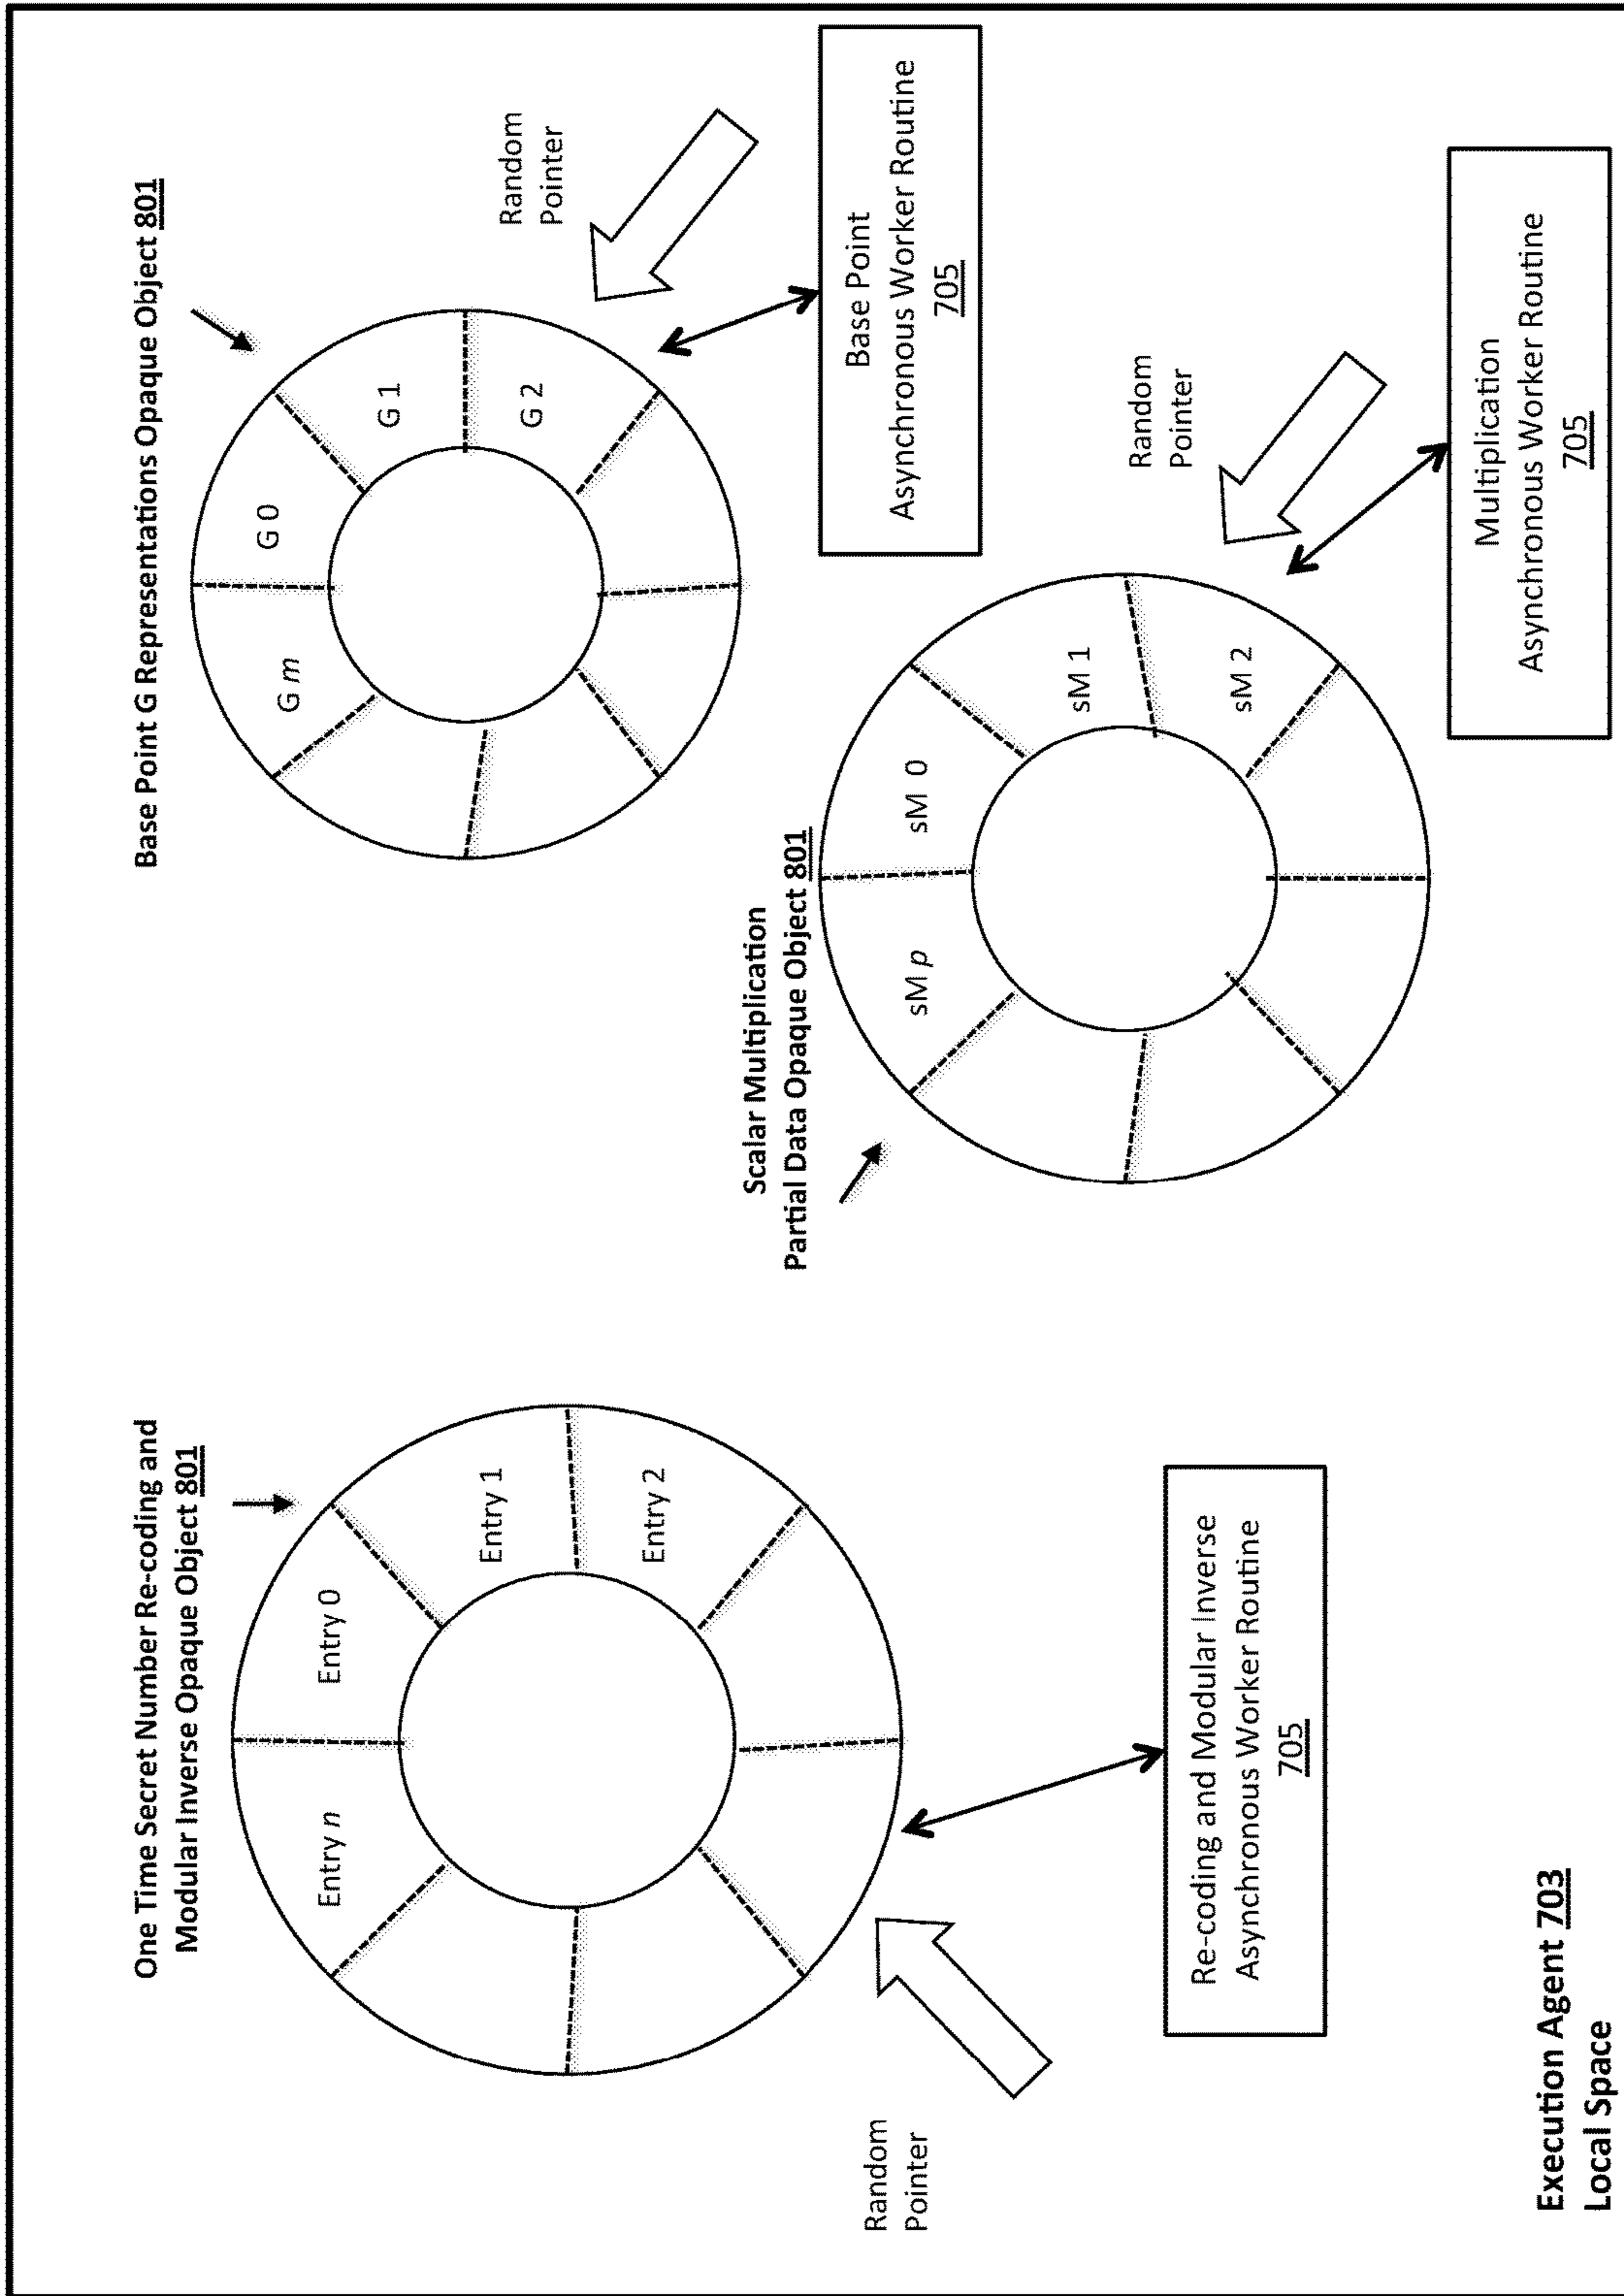 One Time Secret Number Re-coding and
Modular Inverse Opaque Object 801
Entry n
Entry 0
Entry 1
Entry 2
Random
Pointer
Re-coding and Modular Inverse
Asynchronous Worker Routine
705
Base Point G Representations Opaque Object 801
G m
G 0
G 1
G 2
Random
Pointer
Base Point
Asynchronous Worker Routine
705
Scalar Multiplication
Partial Data Opaque Object 801
sM p
sM 0
sM 1
sM 2
Random
Pointer
Multiplication
Asynchronous Worker Routine
705
Execution Agent 703
Local Space